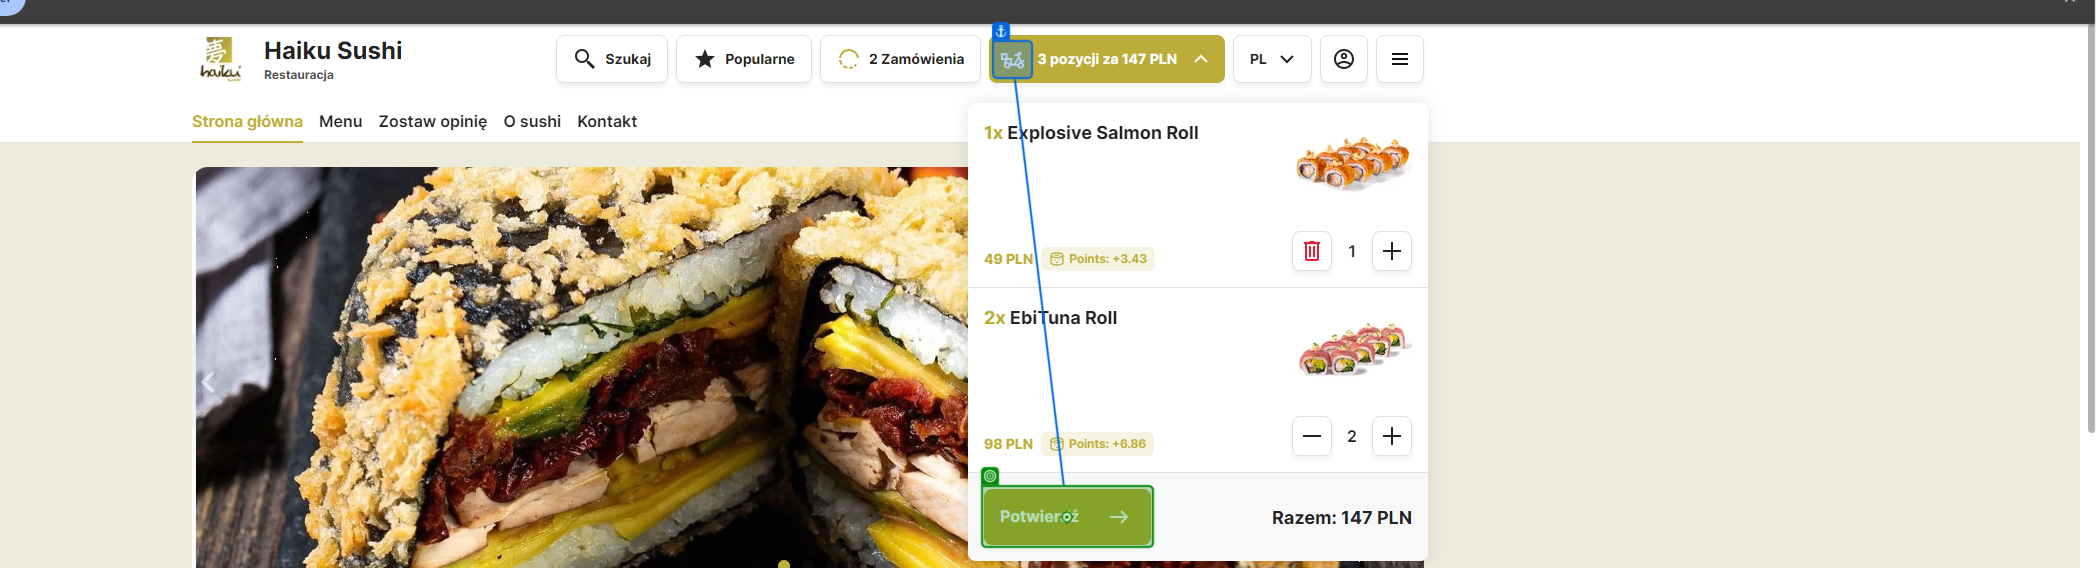 Haiku Sushi
Restauracja
haiku
Szukaj
Popularne
2 Zamówienia
3 pozycji za 147 PLN
PL
Strona główna
Menu
Zostaw opinię
O sushi
Kontakt
1x Explosive Salmon Roll
49 PLN
Points: +3.43
1
2x EbiTuna Roll
98 PLN
Points: +6.86
2
Potwierdź
Razem: 147 PLN